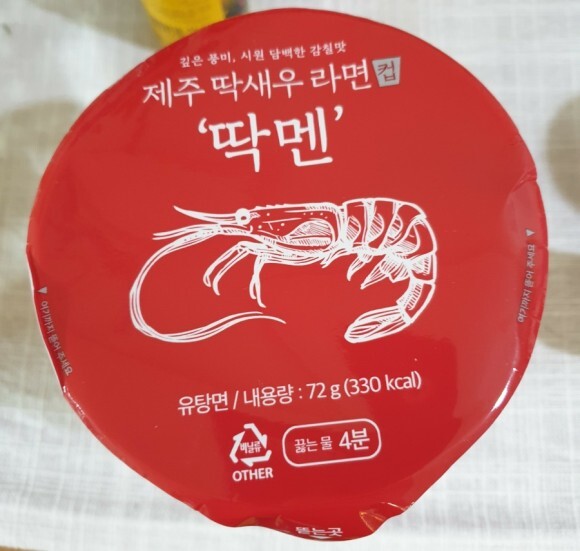 깊은 풍미, 시원 담백한 감칠맛
제주 딱새우 라면 컵
‘딱멘’
유탕면 / 내용량 : 72 g (330 kcal)
비닐류
OTHER
끓는 물 4분
뜯는곳